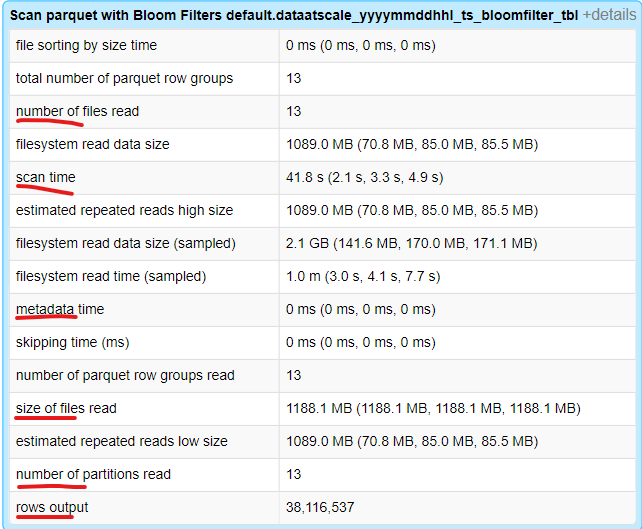 Scan parquet with Bloom Filters default.dataatscale_yyyymmddhhl_ts_bloomfilter_tbl +details
file sorting by size time 0 ms (0 ms, 0 ms, 0 ms)
total number of parquet row groups 13
number of files read 13
filesystem read data size 1089.0 MB (70.8 MB, 85.0 MB, 85.5 MB)
scan time 41.8 s (2.1 s, 3.3 s, 4.9 s)
estimated repeated reads high size 1089.0 MB (70.8 MB, 85.0 MB, 85.5 MB)
filesystem read data size (sampled) 2.1 GB (141.6 MB, 170.0 MB, 171.1 MB)
filesystem read time (sampled) 1.0 m (3.0 s, 4.1 s, 7.7 s)
metadata time 0 ms (0 ms, 0 ms, 0 ms)
skipping time (ms) 0 ms (0 ms, 0 ms, 0 ms)
number of parquet row groups read 13
size of files read 1188.1 MB (1188.1 MB, 1188.1 MB, 1188.1 MB)
estimated repeated reads low size 1089.0 MB (70.8 MB, 85.0 MB, 85.5 MB)
number of partitions read 13
rows output 38,116,537